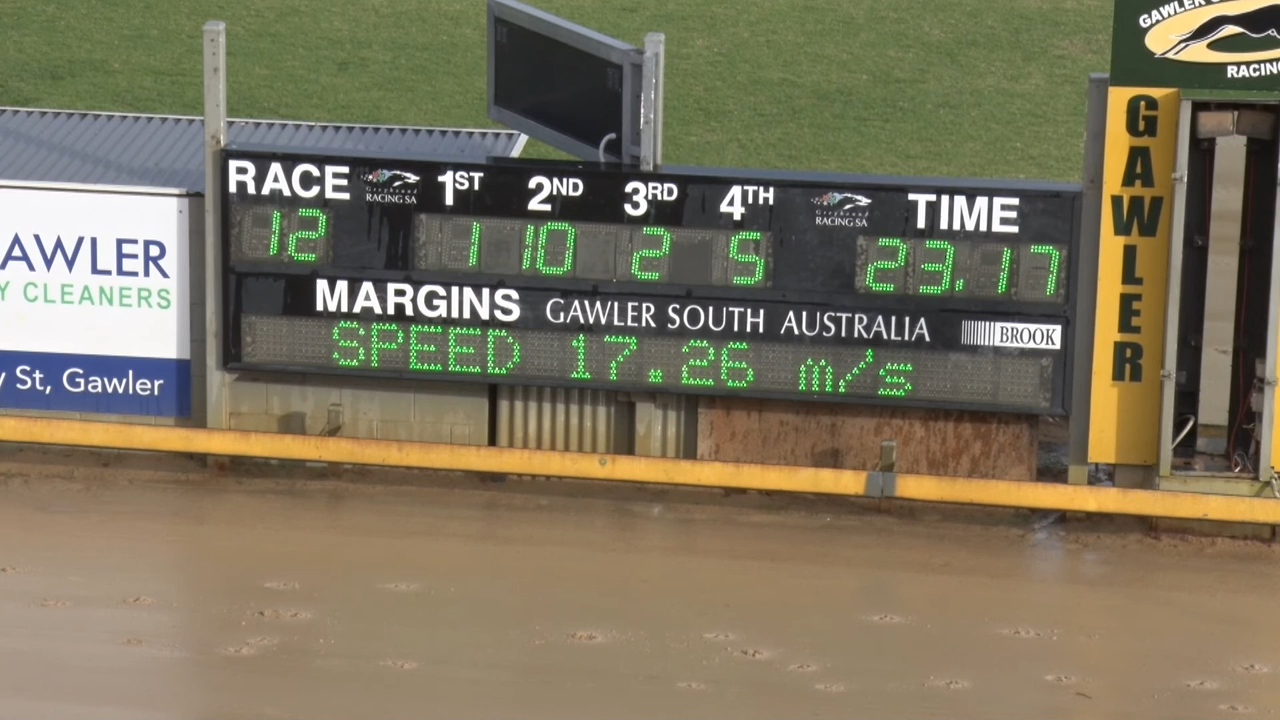 GAWLER
RACING
GAWLER
RACE
Greyhound
RACING SA
1ST
2ND
3RD
4TH
Greyhound
RACING SA
TIME
12
1
10
2
5
23.17
MARGINS
GAWLER SOUTH AUSTRALIA
BROOK
SPEED 17.26 m/s
AWLER
Y CLEANERS
y St, Gawler